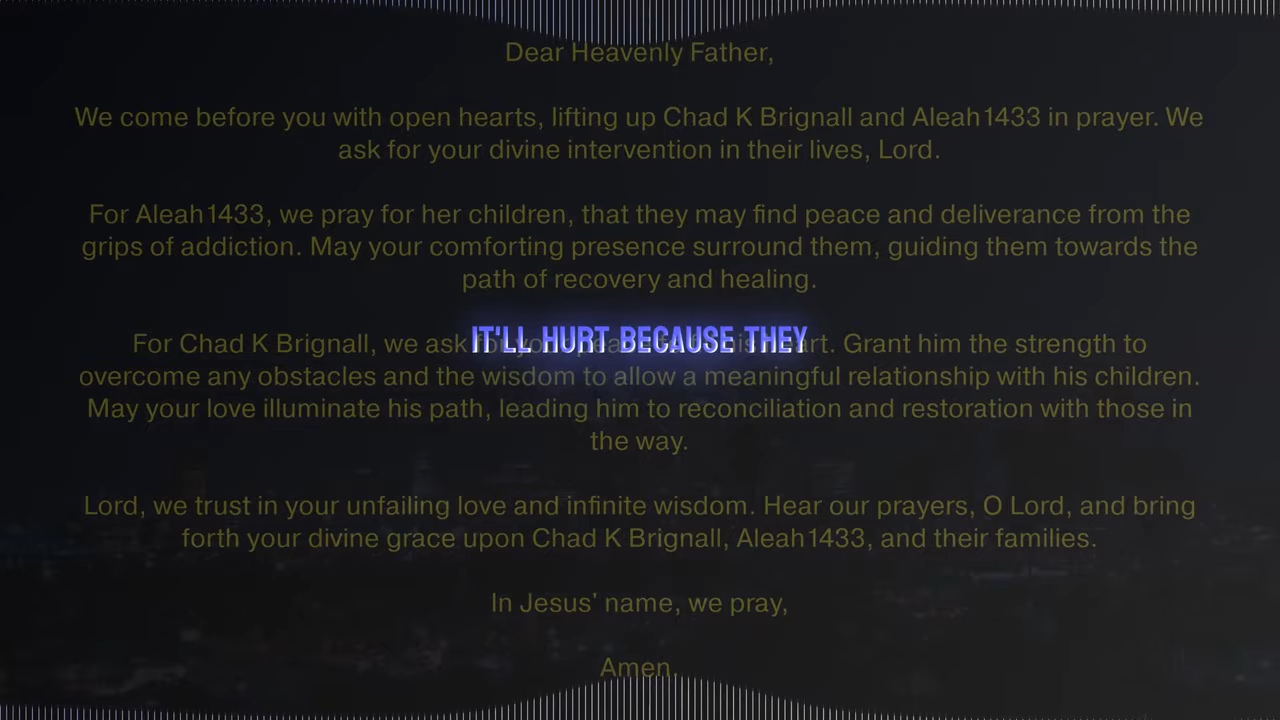 Dear Heavenly Father,
We come before you with open hearts, lifting up Chad K Brignall and Aleah1433 in prayer. We
ask for your divine intervention in their lives, Lord.
For Aleah1433, we pray for her children, that they may find peace and deliverance from the
grips of addiction. May your comforting presence surround them, guiding them towards the
path of recovery and healing.
IT'LL HURT BECAUSE THEY
For Chad K Brignall, we ask for your Grant him the strength to
overcome any obstacles and the wisdom to allow a meaningful relationship with his children.
May your love illuminate his path, leading him to reconciliation and restoration with those in
the way.
Lord, we trust in your unfailing love and infinite wisdom. Hear our prayers, O Lord, and bring
forth your divine grace upon Chad K Brignall, Aleah1433, and their families.
In Jesus’ name, we pray,
Amen.